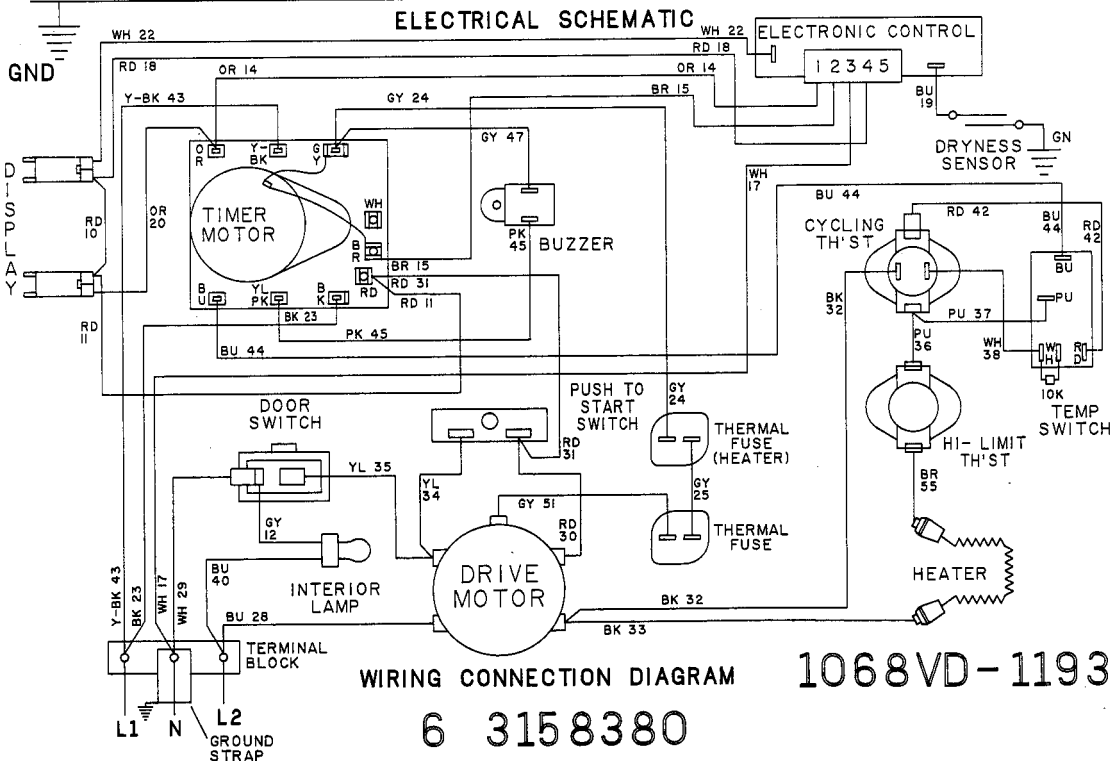 ELECTRICAL SCHEMATIC
GND
WH 22
RD 18
OR 14
Y-BK 43
GY 24
GY 47
WH 22
RD 18
OR 14
BR 15
ELECTRONIC CONTROL
1 2 3 4 5
BU 19
DRYNESS SENSOR
GN
DISPLAY
RD 10
RD 11
OR 20
OR
Y-BK
GY
TIMER MOTOR
WH
BR
RD
BU
YL PK
BK
BR 15
RD 31
RD 11
BK 23
PK 45
BU 44
PK 45
BUZZER
WH 17
BU 44
CYCLING TH'ST
RD 42
BU 44
RD 42
BU
PU
WH
RD
10K
TEMP SWITCH
BK 32
PU 37
PU 36
WH 38
HI-LIMIT TH'ST
BR 55
HEATER
DOOR SWITCH
YL 35
GY 12
INTERIOR LAMP
BU 40
BU 28
PUSH TO START SWITCH
YL 34
RD 31
RD 30
GY 51
GY 24
THERMAL FUSE (HEATER)
GY 25
THERMAL FUSE
DRIVE MOTOR
BK 32
BK 33
Y-BK 43
BK 23
WH 17
WH 29
TERMINAL BLOCK
L1
N
L2
GROUND STRAP
WIRING CONNECTION DIAGRAM
6 3158380
1068VD-1193